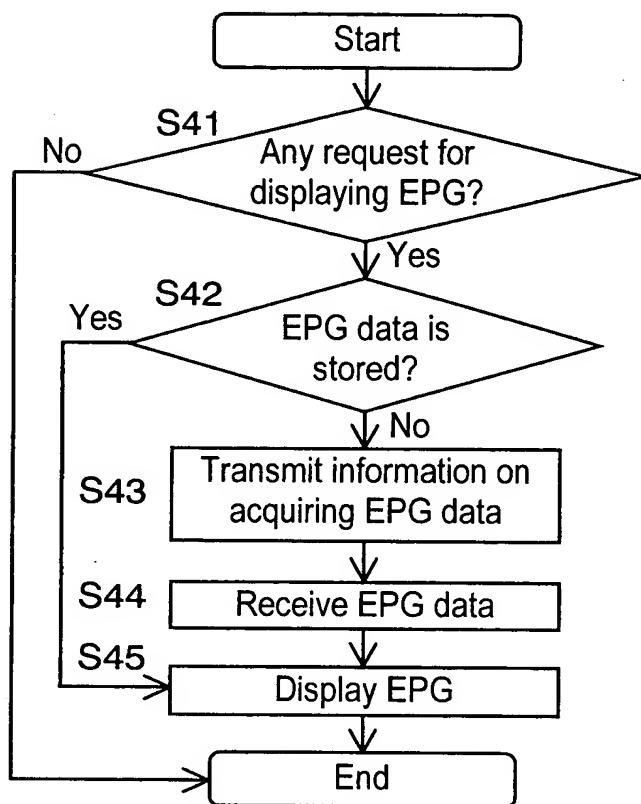 Start
S41
No
Any request for
displaying EPG?
Yes
S42
Yes
EPG data is
stored?
No
S43
Transmit information on
acquiring EPG data
S44
Receive EPG data
S45
Display EPG
End